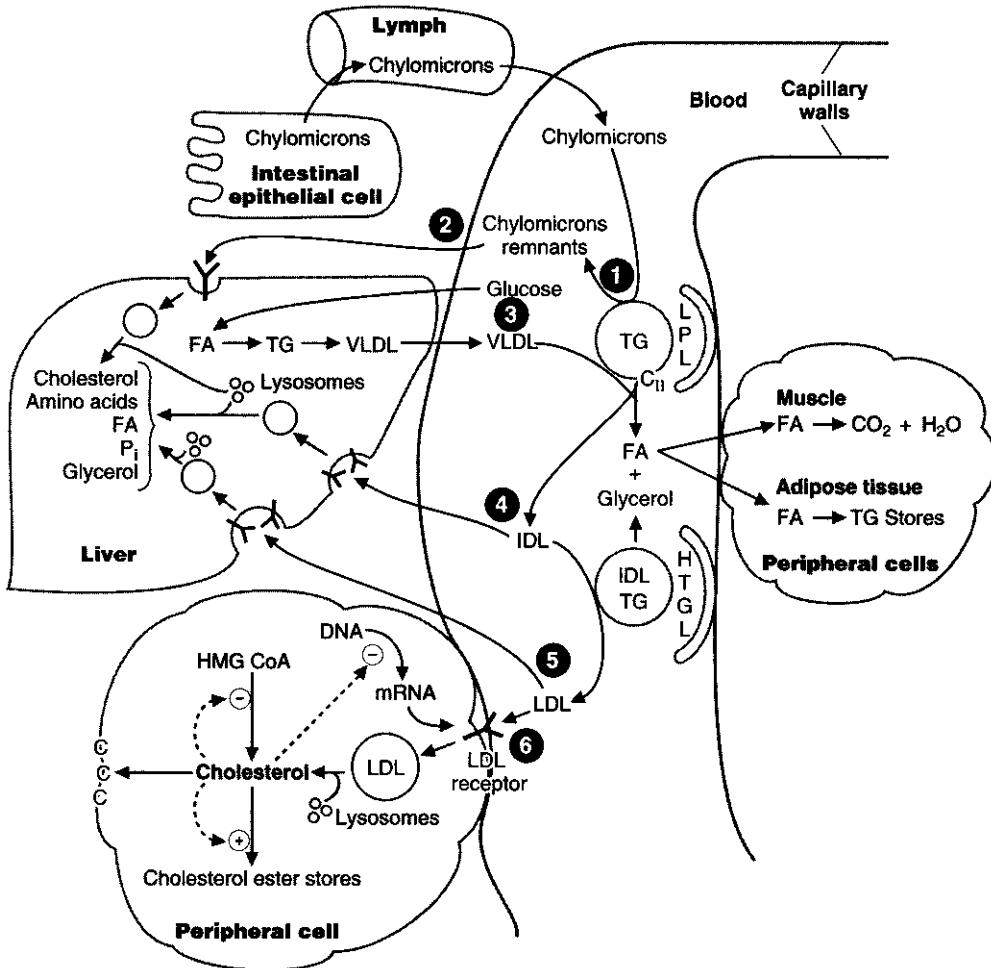 Lymph
Chylomicrons
Blood
Capillary
walls
Chylomicrons
Intestinal
epithelial cell
Chylomicrons
2
Chylomicrons
remnants
1
Glucose
3
FA
TG
VLDL
VLDL
TG
L
P
L
CII
Cholesterol
Amino acids
FA
Pi
Glycerol
Lysosomes
Liver
FA
+
Glycerol
Muscle
FA
CO2 + H2O
Adipose tissue
FA
TG Stores
Peripheral cells
4
IDL
IDL
TG
H
T
G
L
5
LDL
DNA
−
HMG CoA
−
mRNA
6
LDL
receptor
LDL
C
C
C
Cholesterol
Lysosomes
+
Cholesterol ester stores
Peripheral cell